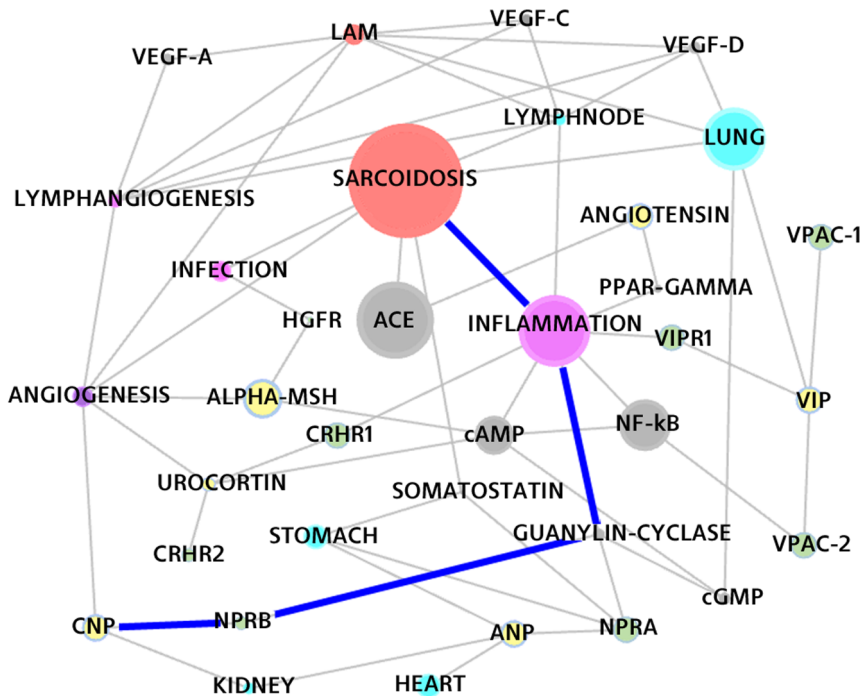 VEGF-C
LAM
VEGF-D
VEGF-A
LYMPHNODE
LUNG
SARCOIDOSIS
LYMPHANGIOGENESIS
ANGIOTENSIN
VPAC-1
INFECTION
PPAR-GAMMA
HGFR
ACE
INFLAMMATION
VIPR1
ANGIOGENESIS
ALPHA-MSH
VIP
CRHR1
cAMP
NF-kB
UROCORTIN
SOMATOSTATIN
STOMACH
GUANYLIN-CYCLASE
CRHR2
VPAC-2
cGMP
CNP
NPRB
ANP
NPRA
KIDNEY
HEART